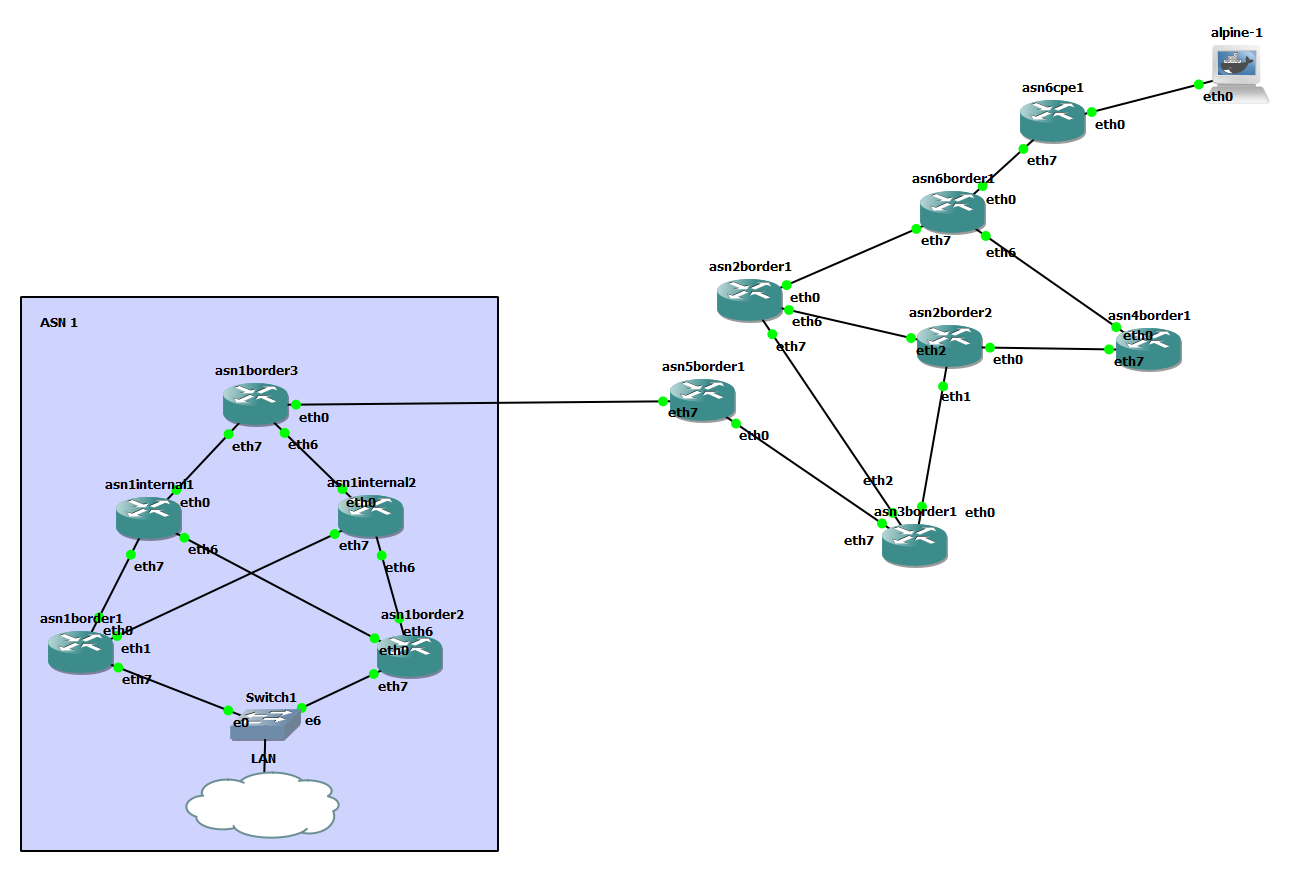 alpine-1
eth0
asn6cpe1
eth0
eth7
asn6border1
eth0
eth7
eth6
asn2border1
eth0
eth6
eth7
asn2border2
eth2
eth0
eth1
asn4border1
eth0
eth7
asn5border1
eth7
eth0
eth2
asn3border1
eth0
eth7
ASN 1
asn1border3
eth0
eth7
eth6
asn1internal1
eth0
eth6
eth7
asn1internal2
eth0
eth7
eth6
asn1border1
eth0
eth1
eth7
asn1border2
eth6
eth0
eth7
Switch1
e0
e6
LAN